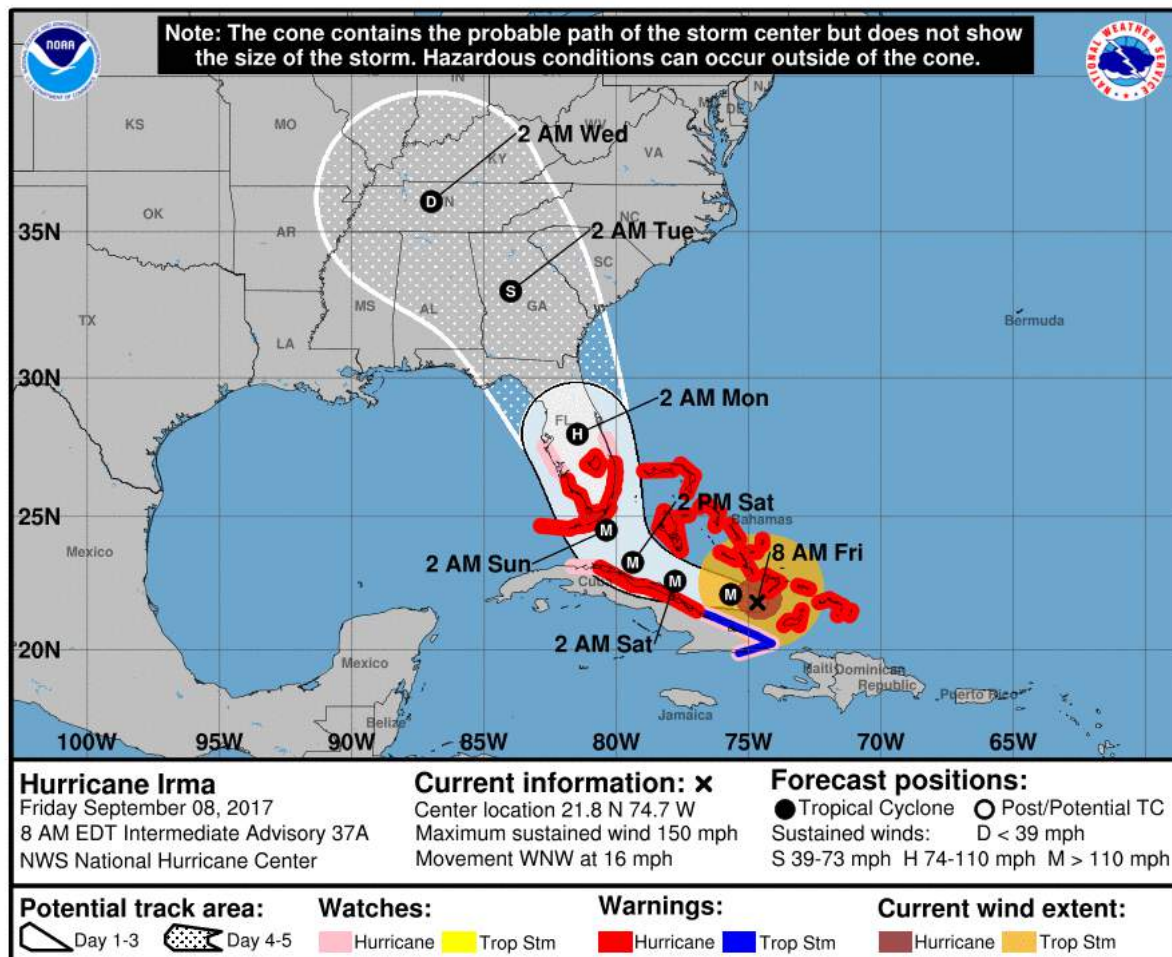 Note: The cone contains the probable path of the storm center but does not show
the size of the storm. Hazardous conditions can occur outside of the cone.
NOAA
NATIONAL WEATHER SERVICE
IN
NJ
MD
DE
KS
MO
2 AM Wed
WV
KY
VA
OK
D
TN
NC
35N
AR
2 AM Tue
SC
S
MS
AL
GA
TX
LA
Bermuda
30N
2 AM Mon
FL
H
2 PM Sat
25N
Bahamas
M
8 AM Fri
Mexico
2 AM Sun
M
Cuba
M
M
2 AM Sat
20N
Mexico
Haiti
Dominican
Republic
Puerto Rico
Jamaica
Belize
100W 95W 90W 85W 80W 75W 70W 65W
Hurricane Irma
Friday September 08, 2017
8 AM EDT Intermediate Advisory 37A
NWS National Hurricane Center
Current information: ×
Center location 21.8 N 74.7 W
Maximum sustained wind 150 mph
Movement WNW at 16 mph
Forecast positions:
Tropical Cyclone Post/Potential TC
Sustained winds: D < 39 mph
S 39-73 mph H 74-110 mph M > 110 mph
Potential track area:
Day 1-3 Day 4-5
Watches:
Hurricane Trop Stm
Warnings:
Hurricane Trop Stm
Current wind extent:
Hurricane Trop Stm